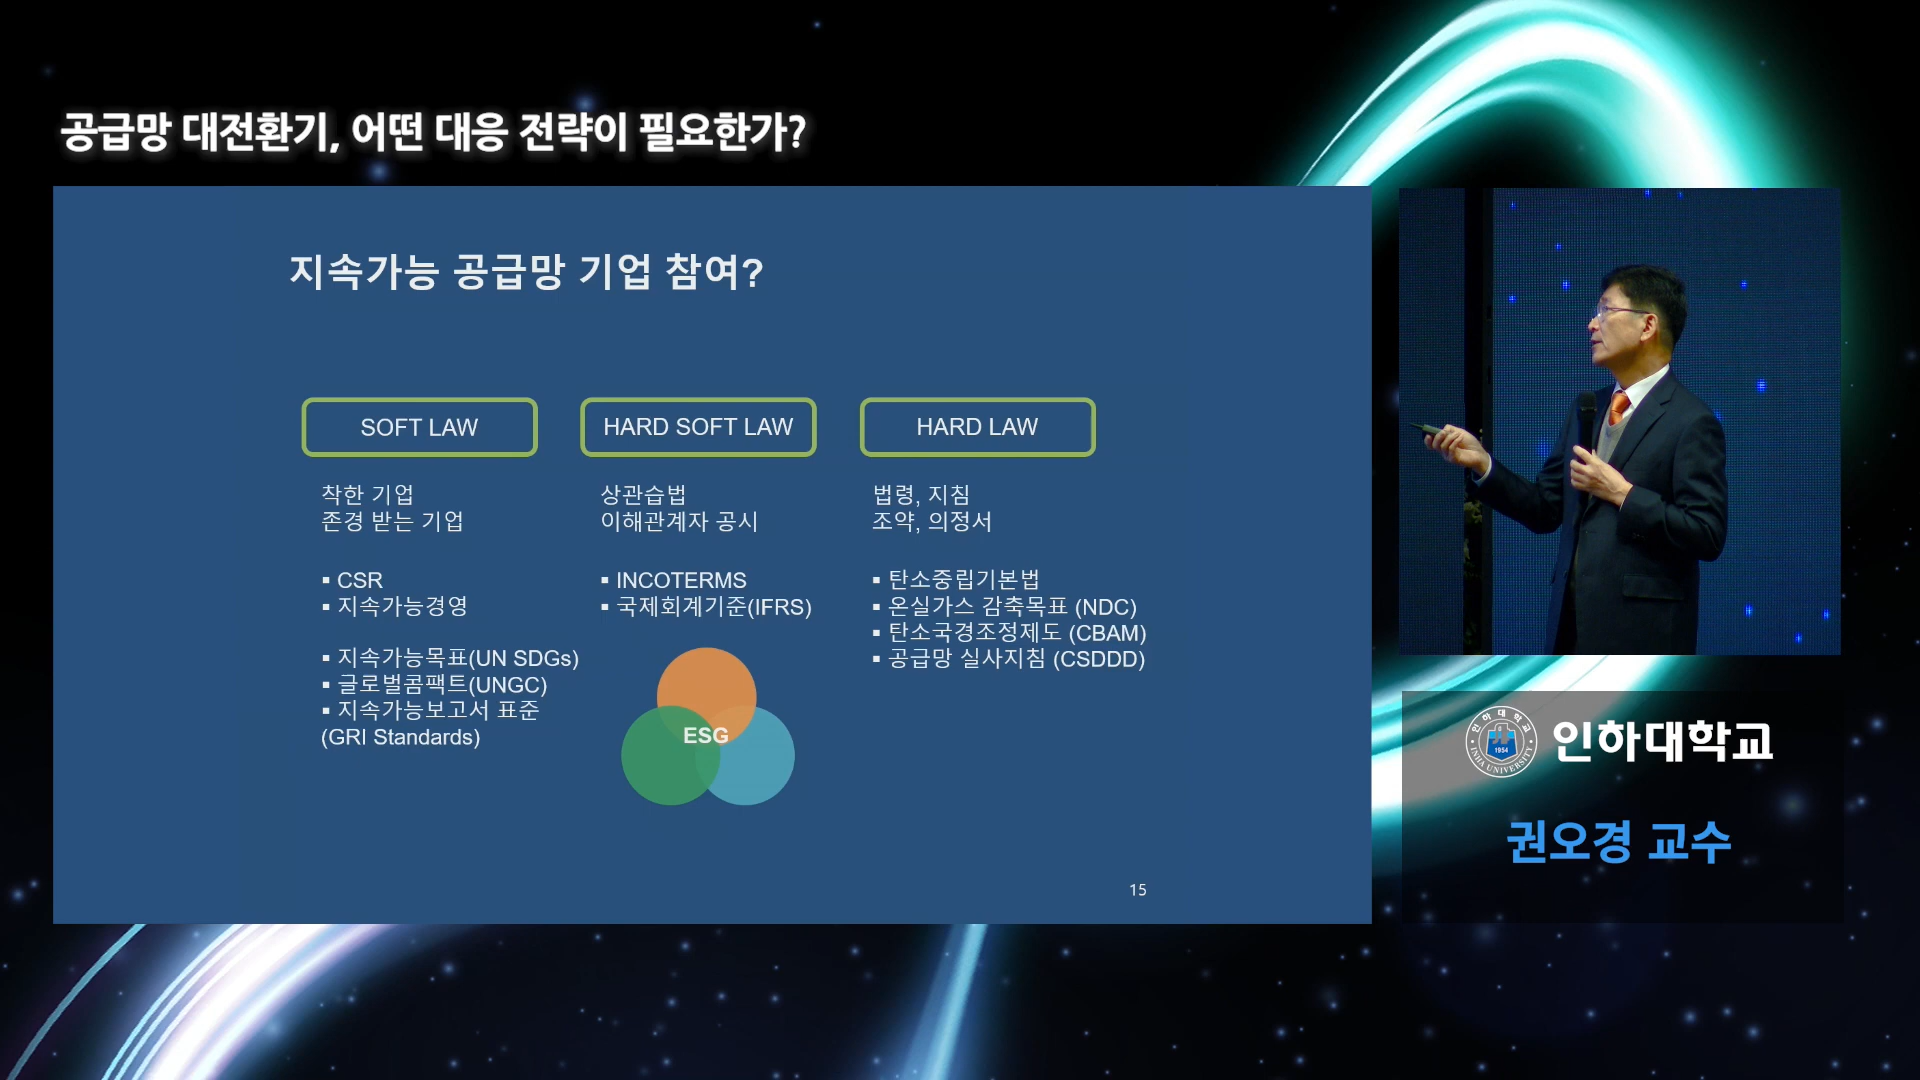 공급망 대전환기, 어떤 대응 전략이 필요한가?
지속가능 공급망 기업 참여?
SOFT LAW
착한 기업
존경 받는 기업
▪ CSR
▪ 지속가능경영
▪ 지속가능목표(UN SDGs)
▪ 글로벌콤팩트(UNGC)
▪ 지속가능보고서 표준
(GRI Standards)
HARD SOFT LAW
상관습법
이해관계자 공시
▪ INCOTERMS
▪ 국제회계기준(IFRS)
ESG
HARD LAW
법령, 지침
조약, 의정서
▪ 탄소중립기본법
▪ 온실가스 감축목표 (NDC)
▪ 탄소국경조정제도 (CBAM)
▪ 공급망 실사지침 (CSDDD)
15
인하대학교
INHA UNIVERSITY
1954
인하대학교
권오경 교수